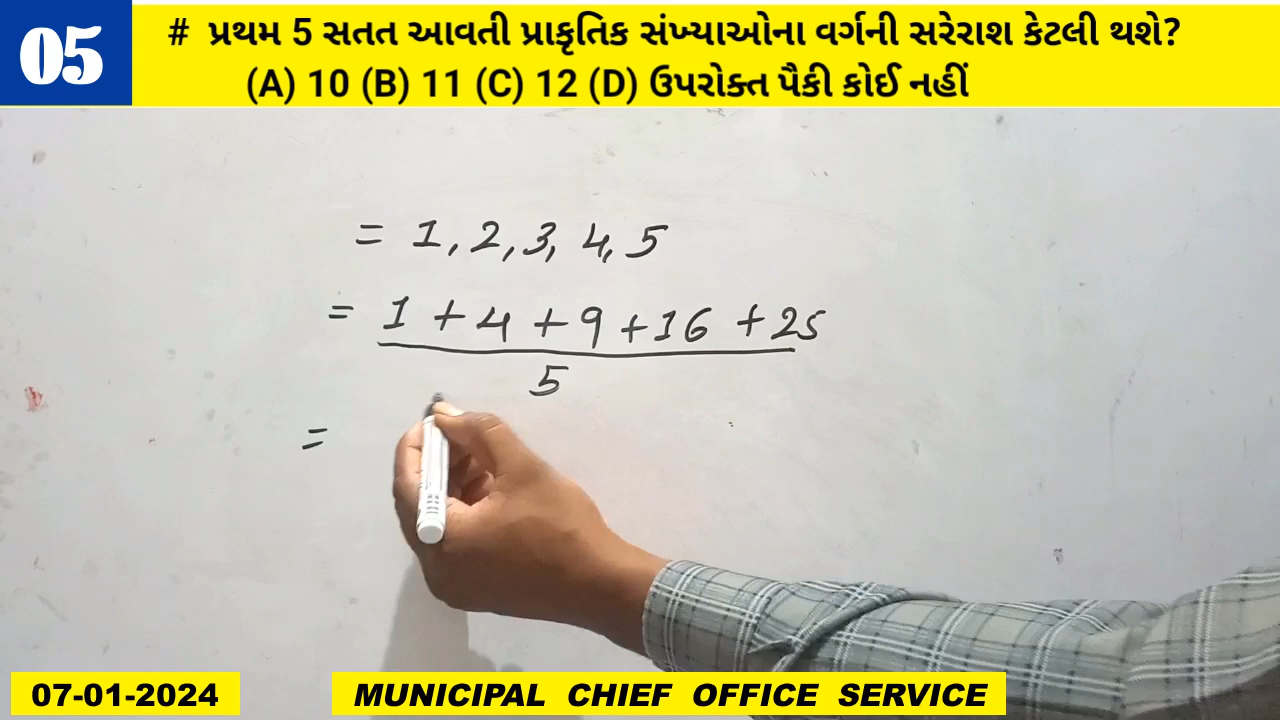 05
# પ્રથમ 5 સતત આવતી પ્રાકૃતિક સંખ્યાઓના વર્ગની સરેરાશ કેટલી થશે?
(A) 10 (B) 11 (C) 12 (D) ઉપરોક્ત પૈકી કોઈ નહીં
= 1, 2, 3, 4, 5
= 1 + 4 + 9 + 16 + 25
5
=
07-01-2024
MUNICIPAL CHIEF OFFICE SERVICE